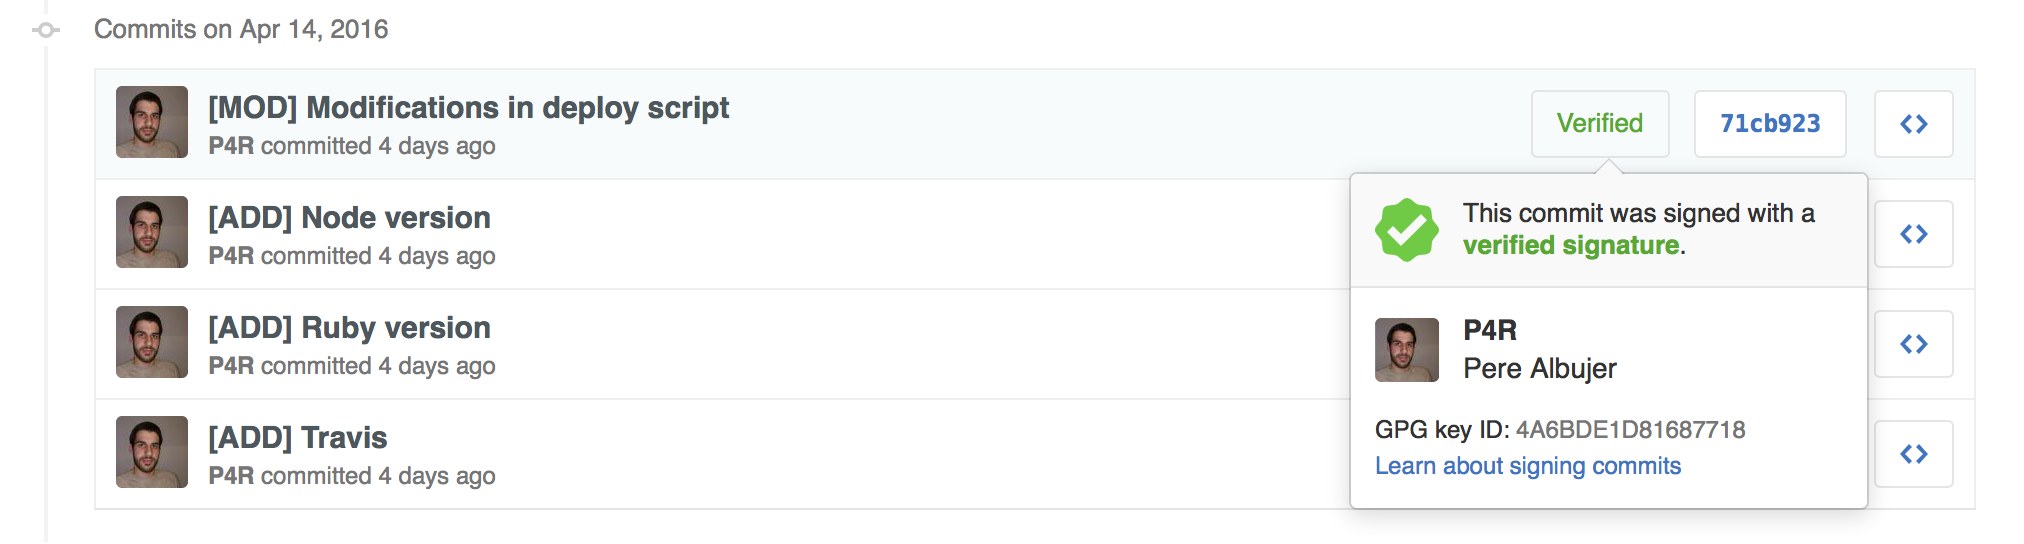 Commits on Apr 14, 2016
[MOD] Modifications in deploy script
P4R committed 4 days ago
Verified
71cb923
[ADD] Node version
P4R committed 4 days ago
[ADD] Ruby version
P4R committed 4 days ago
[ADD] Travis
P4R committed 4 days ago
This commit was signed with a
verified signature.
P4R
Pere Albujer
GPG key ID: 4A6BDE1D81687718
Learn about signing commits